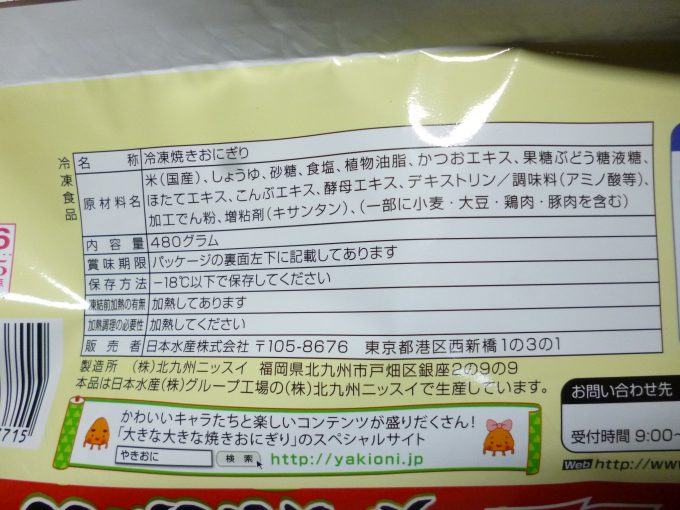 冷凍食品
名称 冷凍焼きおにぎり
原材料名 米(国産)、しょうゆ、砂糖、食塩、植物油脂、かつおエキス、果糖ぶどう糖液糖、
ほたてエキス、こんぶエキス、酵母エキス、デキストリン/調味料(アミノ酸等)、
加工でん粉、増粘剤(キサンタン)、(一部に小麦・大豆・鶏肉・豚肉を含む)
内容量 480グラム
賞味期限 パッケージの裏面左下に記載してあります
保存方法 -18℃以下で保存してください
凍結前加熱の有無 加熱してあります
加熱調理の必要性 加熱してください
販売者 日本水産株式会社 〒105-8676 東京都港区西新橋1の3の1
製造所 (株)北九州ニッスイ 福岡県北九州市戸畑区銀座2の9の9
本品は日本水産(株)グループ工場の(株)北九州ニッスイで生産しています。
かわいいキャラたちと楽しいコンテンツが盛りだくさん!
「大きな大きな焼きおにぎり」のスペシャルサイト
やきおに 検索 http://yakioni.jp
お問い合わせ先
受付時間 9:00~
Web http://www
7715